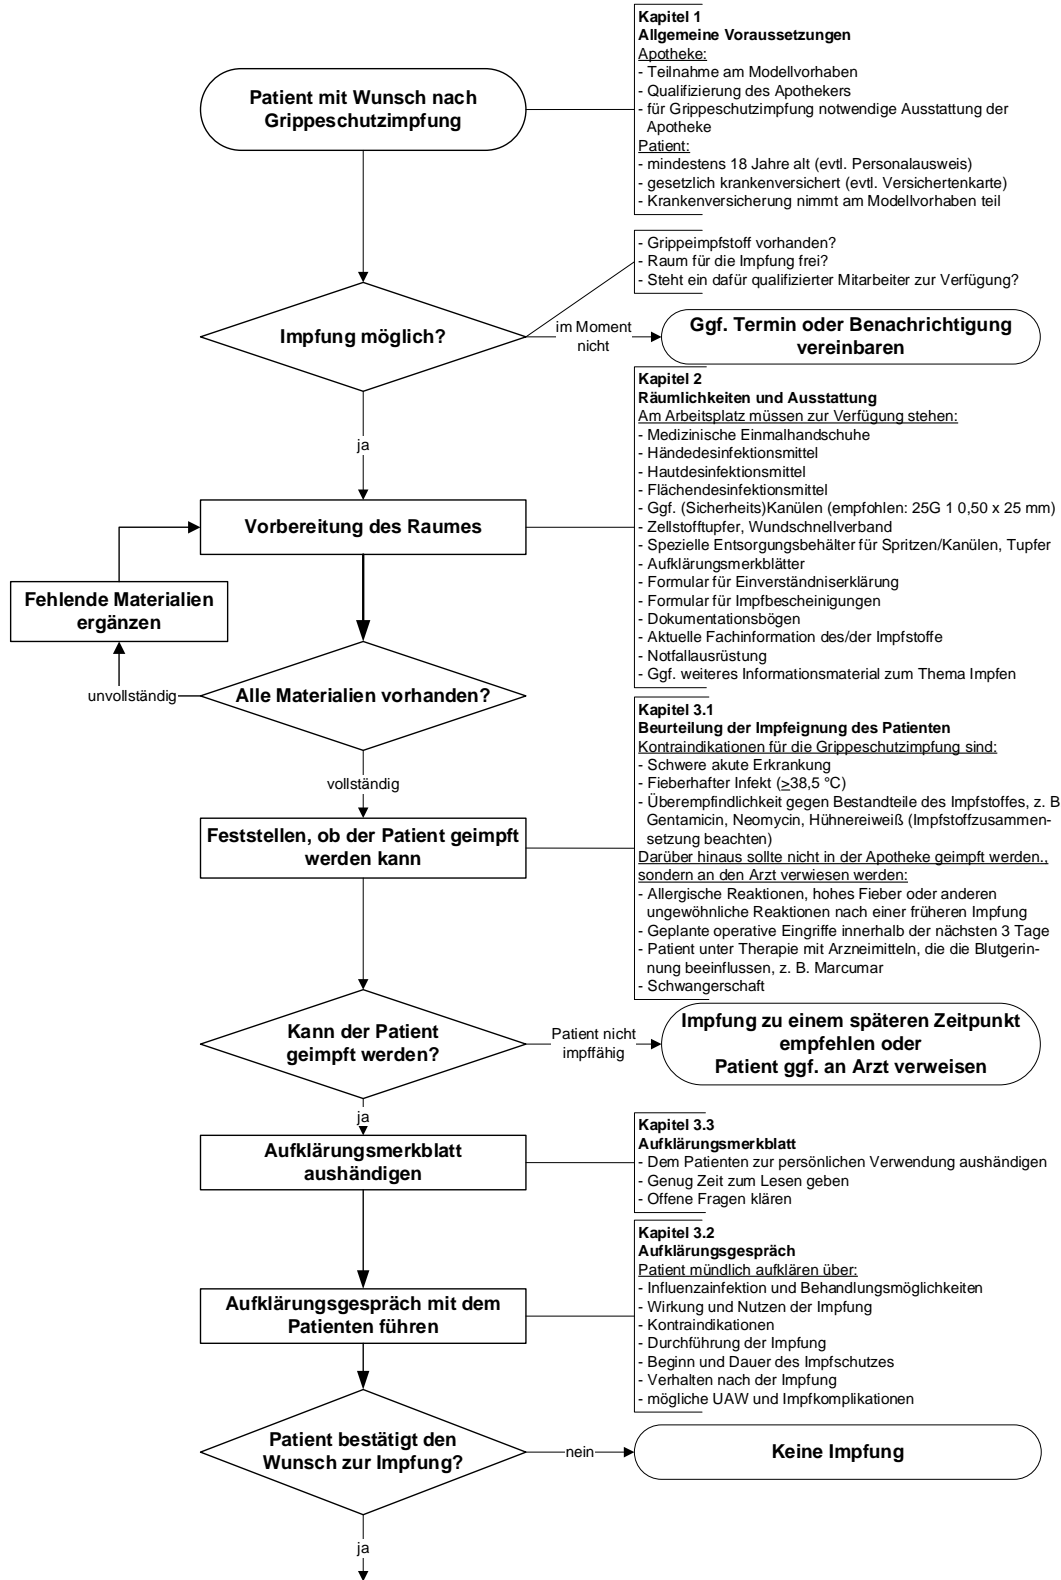 Patient mit Wunsch nach
Grippeschutzimpfung
Kapitel 1
Allgemeine Voraussetzungen
Apotheke:
- Teilnahme am Modellvorhaben
- Qualifizierung des Apothekers
- für Grippeschutzimpfung notwendige Ausstattung der
Apotheke
Patient:
- mindestens 18 Jahre alt (evtl. Personalausweis)
- gesetzlich krankenversichert (evtl. Versichertenkarte)
- Krankenversicherung nimmt am Modellvorhaben teil
- Grippeimpfstoff vorhanden?
- Raum für die Impfung frei?
- Steht ein dafür qualifizierter Mitarbeiter zur Verfügung?
Impfung möglich?
im Moment
nicht
Ggf. Termin oder Benachrichtigung
vereinbaren
ja
Kapitel 2
Räumlichkeiten und Ausstattung
Am Arbeitsplatz müssen zur Verfügung stehen:
- Medizinische Einmalhandschuhe
- Händedesinfektionsmittel
- Hautdesinfektionsmittel
- Flächendesinfektionsmittel
- Ggf. (Sicherheits)Kanülen (empfohlen: 25G 1 0,50 x 25 mm)
- Zellstofftupfer, Wundschnellverband
- Spezielle Entsorgungsbehälter für Spritzen/Kanülen, Tupfer
- Aufklärungsmerkblätter
- Formular für Einverständniserklärung
- Formular für Impfbescheinigungen
- Dokumentationsbögen
- Aktuelle Fachinformation des/der Impfstoffe
- Notfallausrüstung
- Ggf. weiteres Informationsmaterial zum Thema Impfen
Vorbereitung des Raumes
Fehlende Materialien
ergänzen
unvollständig
Alle Materialien vorhanden?
vollständig
Kapitel 3.1
Beurteilung der Impfeignung des Patienten
Kontraindikationen für die Grippeschutzimpfung sind:
- Schwere akute Erkrankung
- Fieberhafter Infekt (≥38,5 °C)
- Überempfindlichkeit gegen Bestandteile des Impfstoffes, z. B
Gentamicin, Neomycin, Hühnereiweiß (Impfstoffzusammen-
setzung beachten)
Darüber hinaus sollte nicht in der Apotheke geimpft werden.,
sondern an den Arzt verwiesen werden:
- Allergische Reaktionen, hohes Fieber oder anderen
ungewöhnliche Reaktionen nach einer früheren Impfung
- Geplante operative Eingriffe innerhalb der nächsten 3 Tage
- Patient unter Therapie mit Arzneimitteln, die die Blutgerin-
nung beeinflussen, z. B. Marcumar
- Schwangerschaft
Feststellen, ob der Patient geimpft
werden kann
Kann der Patient
geimpft werden?
Patient nicht
impffähig
Impfung zu einem späteren Zeitpunkt
empfehlen oder
Patient ggf. an Arzt verweisen
ja
Aufklärungsmerkblatt
aushändigen
Kapitel 3.3
Aufklärungsmerkblatt
- Dem Patienten zur persönlichen Verwendung aushändigen
- Genug Zeit zum Lesen geben
- Offene Fragen klären
Kapitel 3.2
Aufklärungsgespräch
Patient mündlich aufklären über:
- Influenzainfektion und Behandlungsmöglichkeiten
- Wirkung und Nutzen der Impfung
- Kontraindikationen
- Durchführung der Impfung
- Beginn und Dauer des Impfschutzes
- Verhalten nach der Impfung
- mögliche UAW und Impfkomplikationen
Aufklärungsgespräch mit dem
Patienten führen
Patient bestätigt den
Wunsch zur Impfung?
nein
Keine Impfung
ja